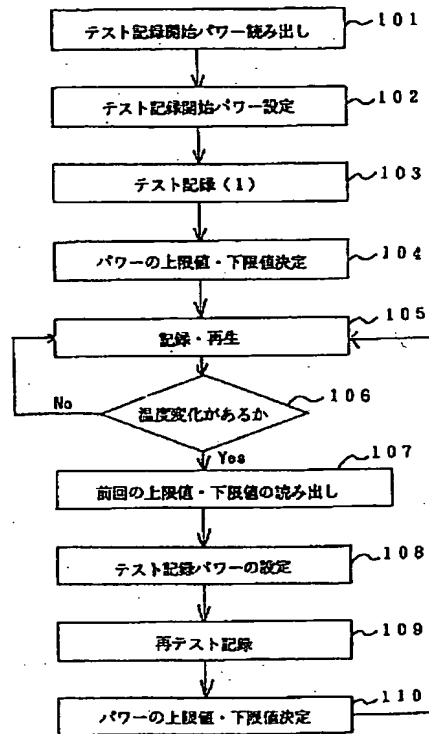 テスト記録開始パワー読み出し 101
テスト記録開始パワー設定 102
テスト記録(1) 103
パワーの上限値・下限値決定 104
記録・再生 105
温度変化があるか 106
No
Yes
前回の上限値・下限値の読み出し 107
テスト記録パワーの設定 108
再テスト記録 109
パワーの上限値・下限値決定 110